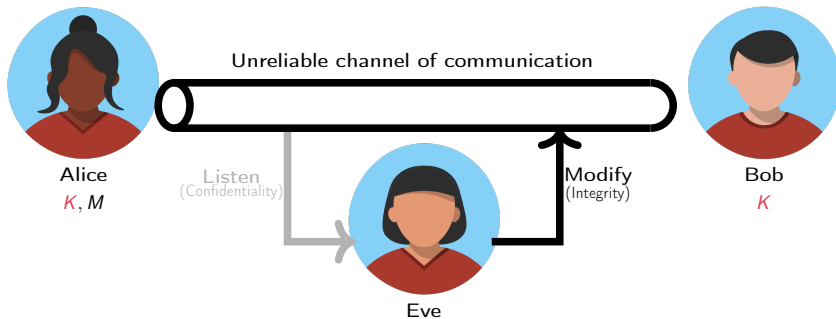 Unreliable channel of communication
Alice
K, M
Listen
(Confidentiality)
Modify
(Integrity)
Bob
K
Eve